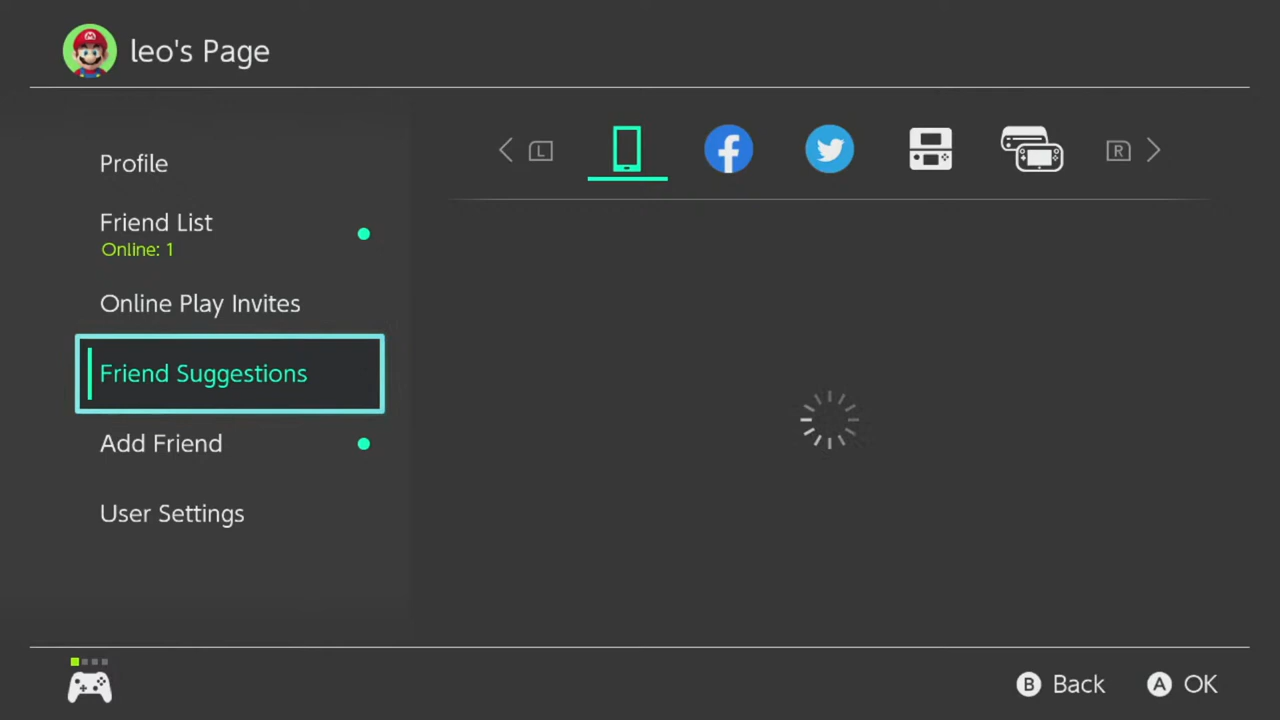 leo's Page
Profile
Friend List
Online: 1
Online Play Invites
Friend Suggestions
Add Friend
User Settings
L
R
B Back
A OK